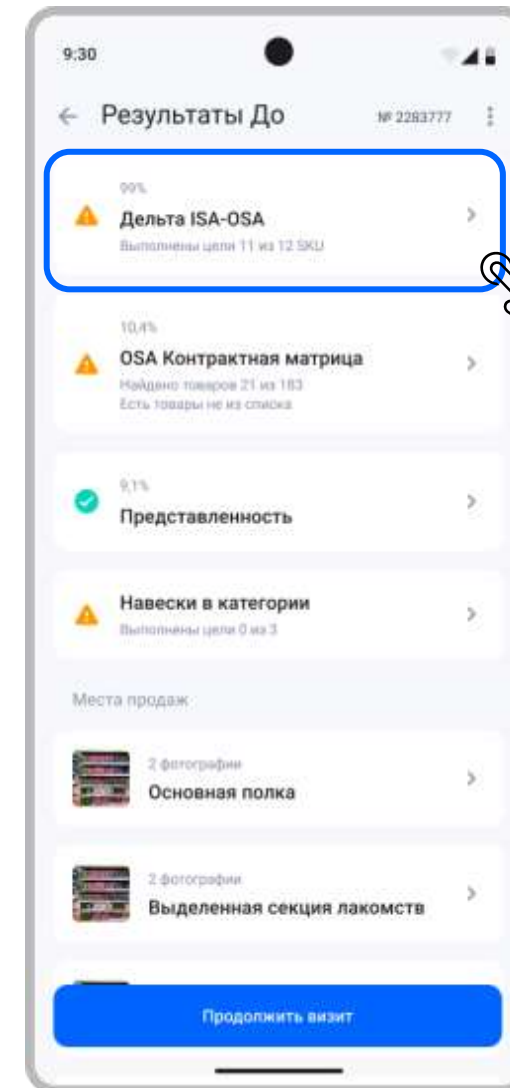 9:30
Результаты До
№ 2283777
99%
Дельта ISA-OSA
Выполнены цели 11 из 12 SKU
10,4%
OSA Контрактная матрица
Найдено товаров 21 из 183
Есть товары не из списка
9,1%
Представленность
Навески в категории
Выполнены цели 0 из 3
Места продаж
2 фотографии
Основная полка
2 фотографии
Выделенная секция лакомств
Продолжить визит